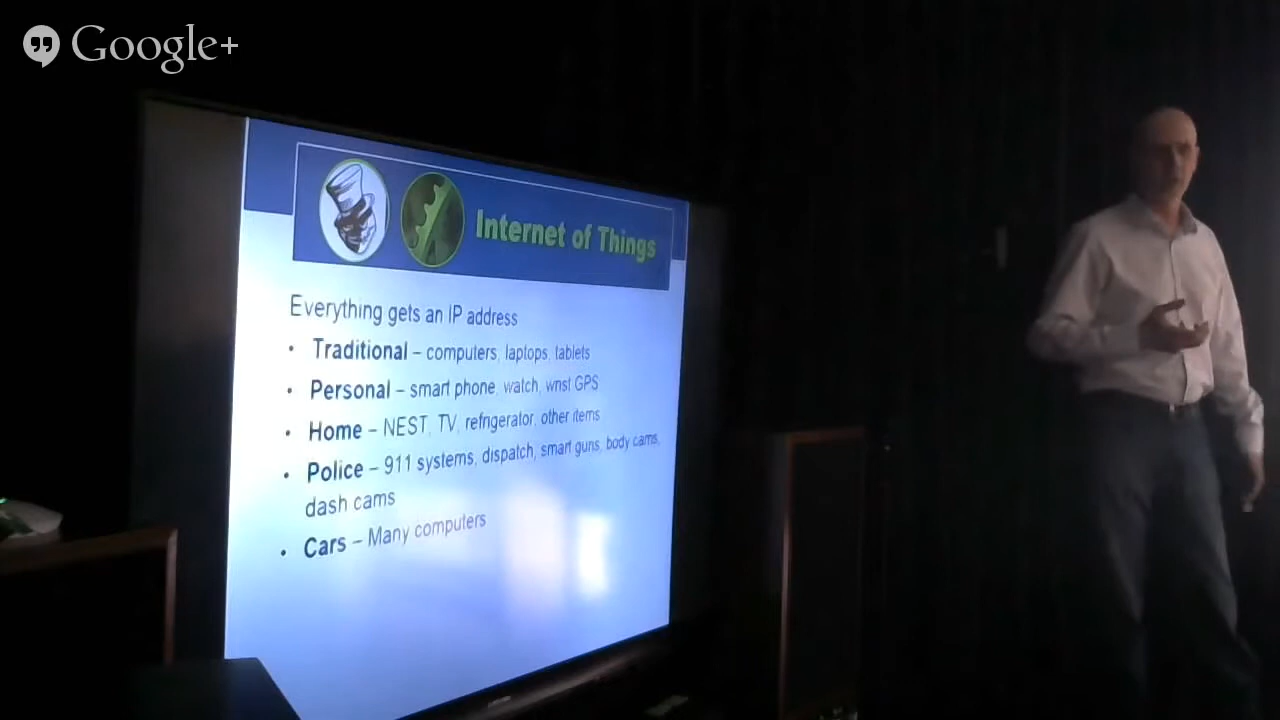 Google+
Internet of Things
Everything gets an IP address
• Traditional – computers, laptops, tablets
• Personal – smart phone, watch, wrist GPS
• Home – NEST, TV, refrigerator, other items
• Police – 911 systems, dispatch, smart guns, body cams,
dash cams
• Cars – Many computers